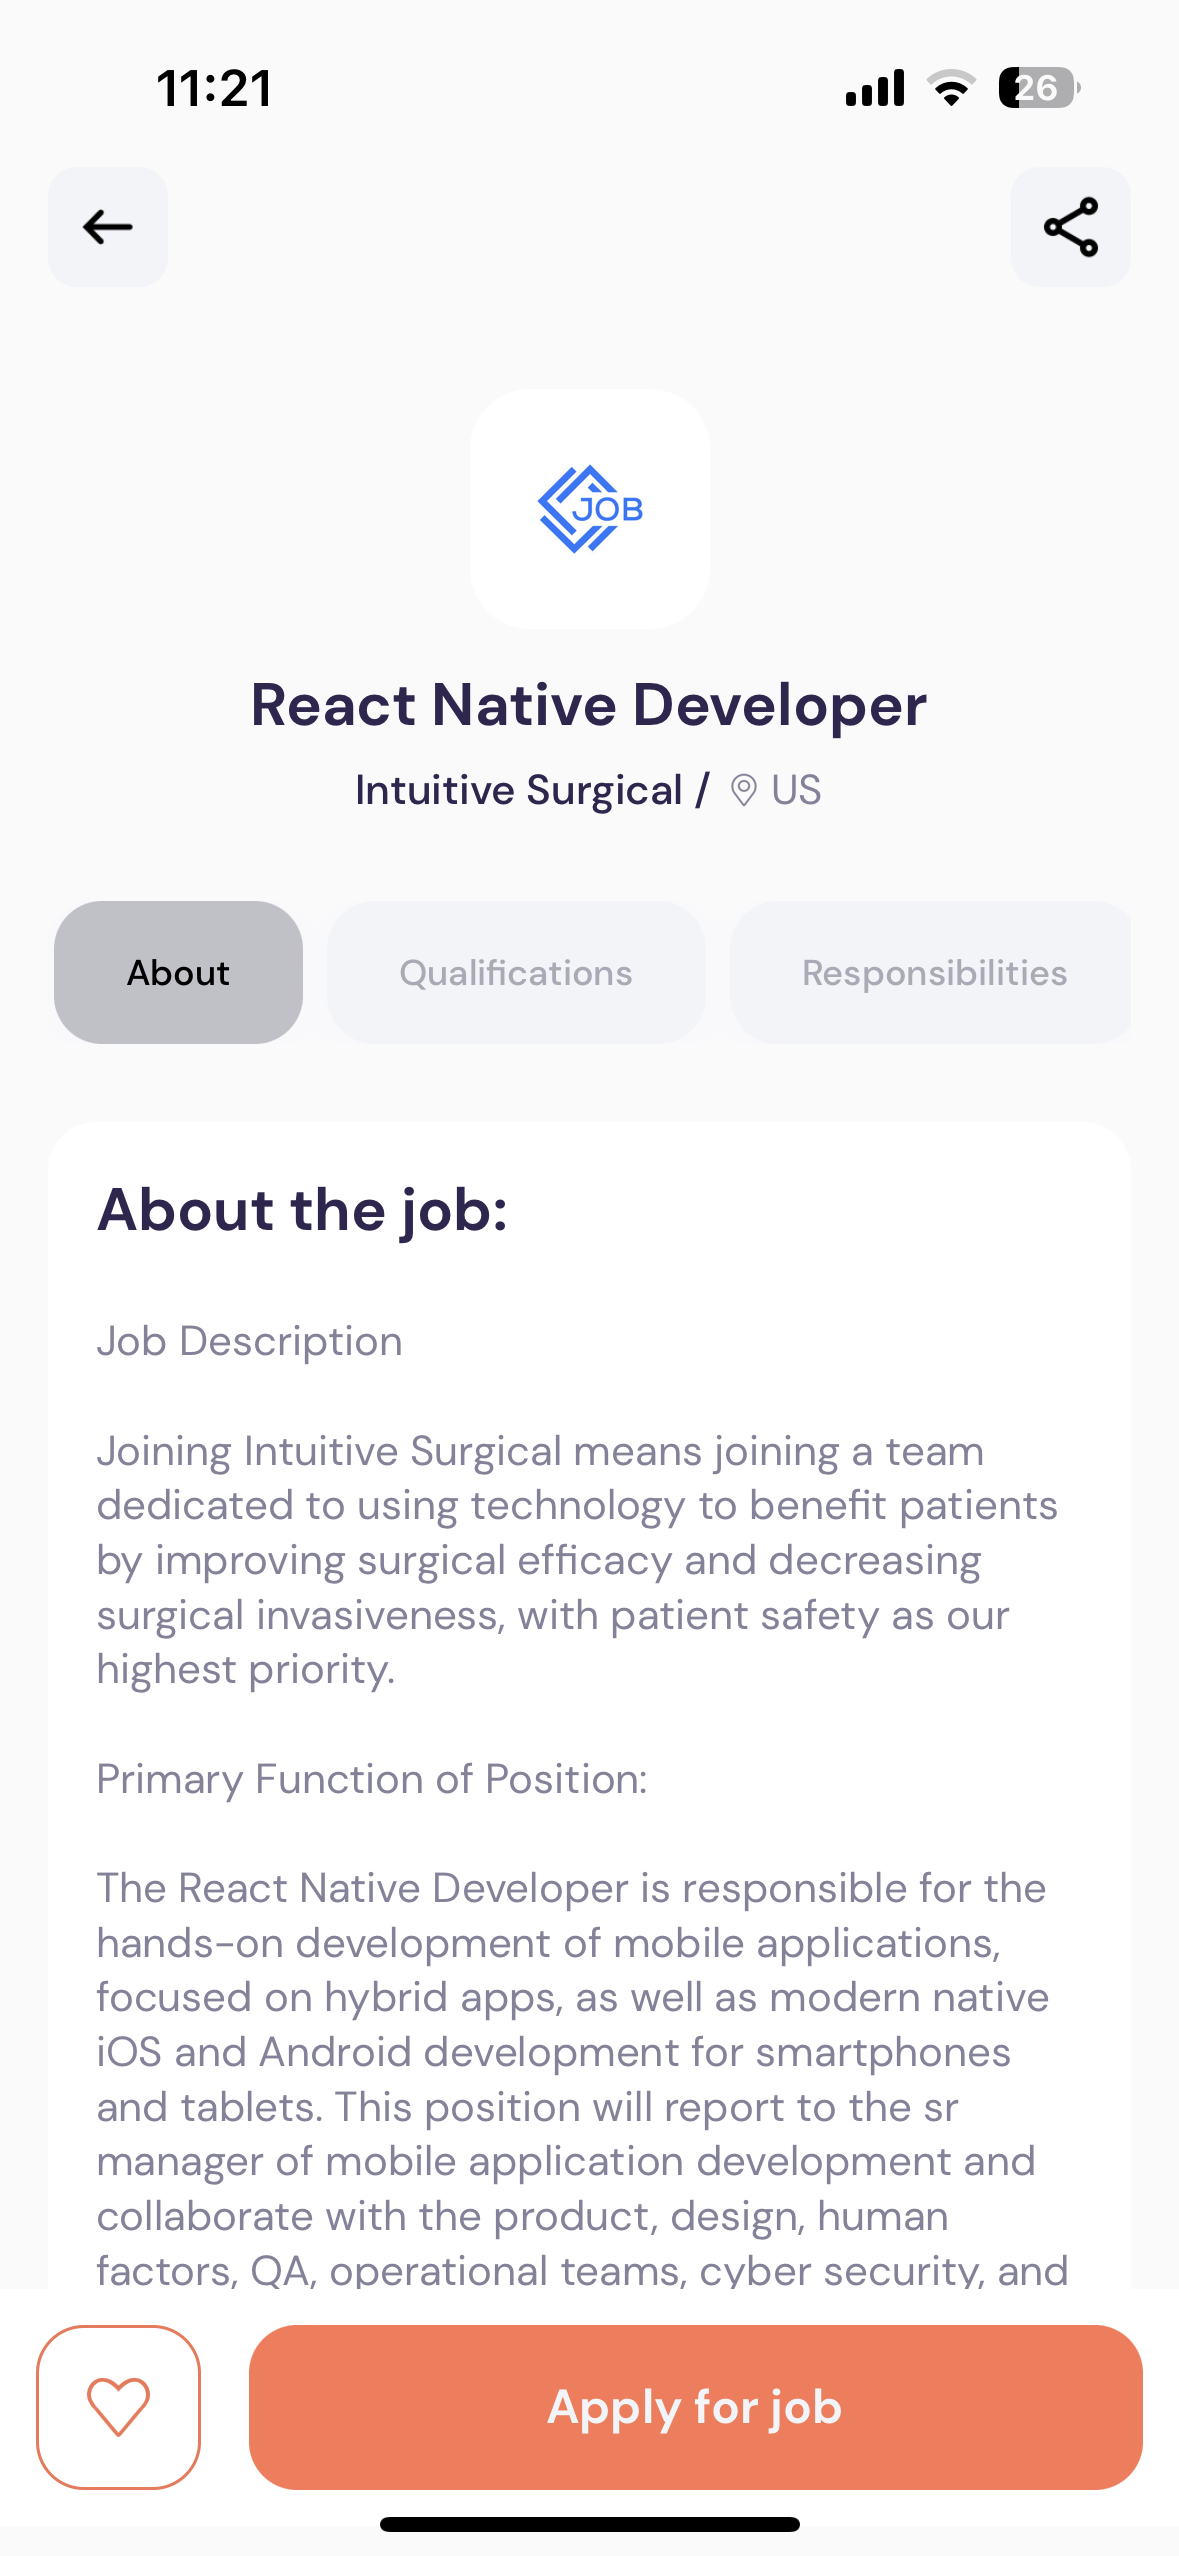 11:21
26
JOB
React Native Developer
Intuitive Surgical / US
About
Qualifications
Responsibilities
About the job:
Job Description
Joining Intuitive Surgical means joining a team
dedicated to using technology to benefit patients
by improving surgical efficacy and decreasing
surgical invasiveness, with patient safety as our
highest priority.
Primary Function of Position:
The React Native Developer is responsible for the
hands-on development of mobile applications,
focused on hybrid apps, as well as modern native
iOS and Android development for smartphones
and tablets. This position will report to the sr
manager of mobile application development and
collaborate with the product, design, human
factors, QA, operational teams, cyber security, and
Apply for job